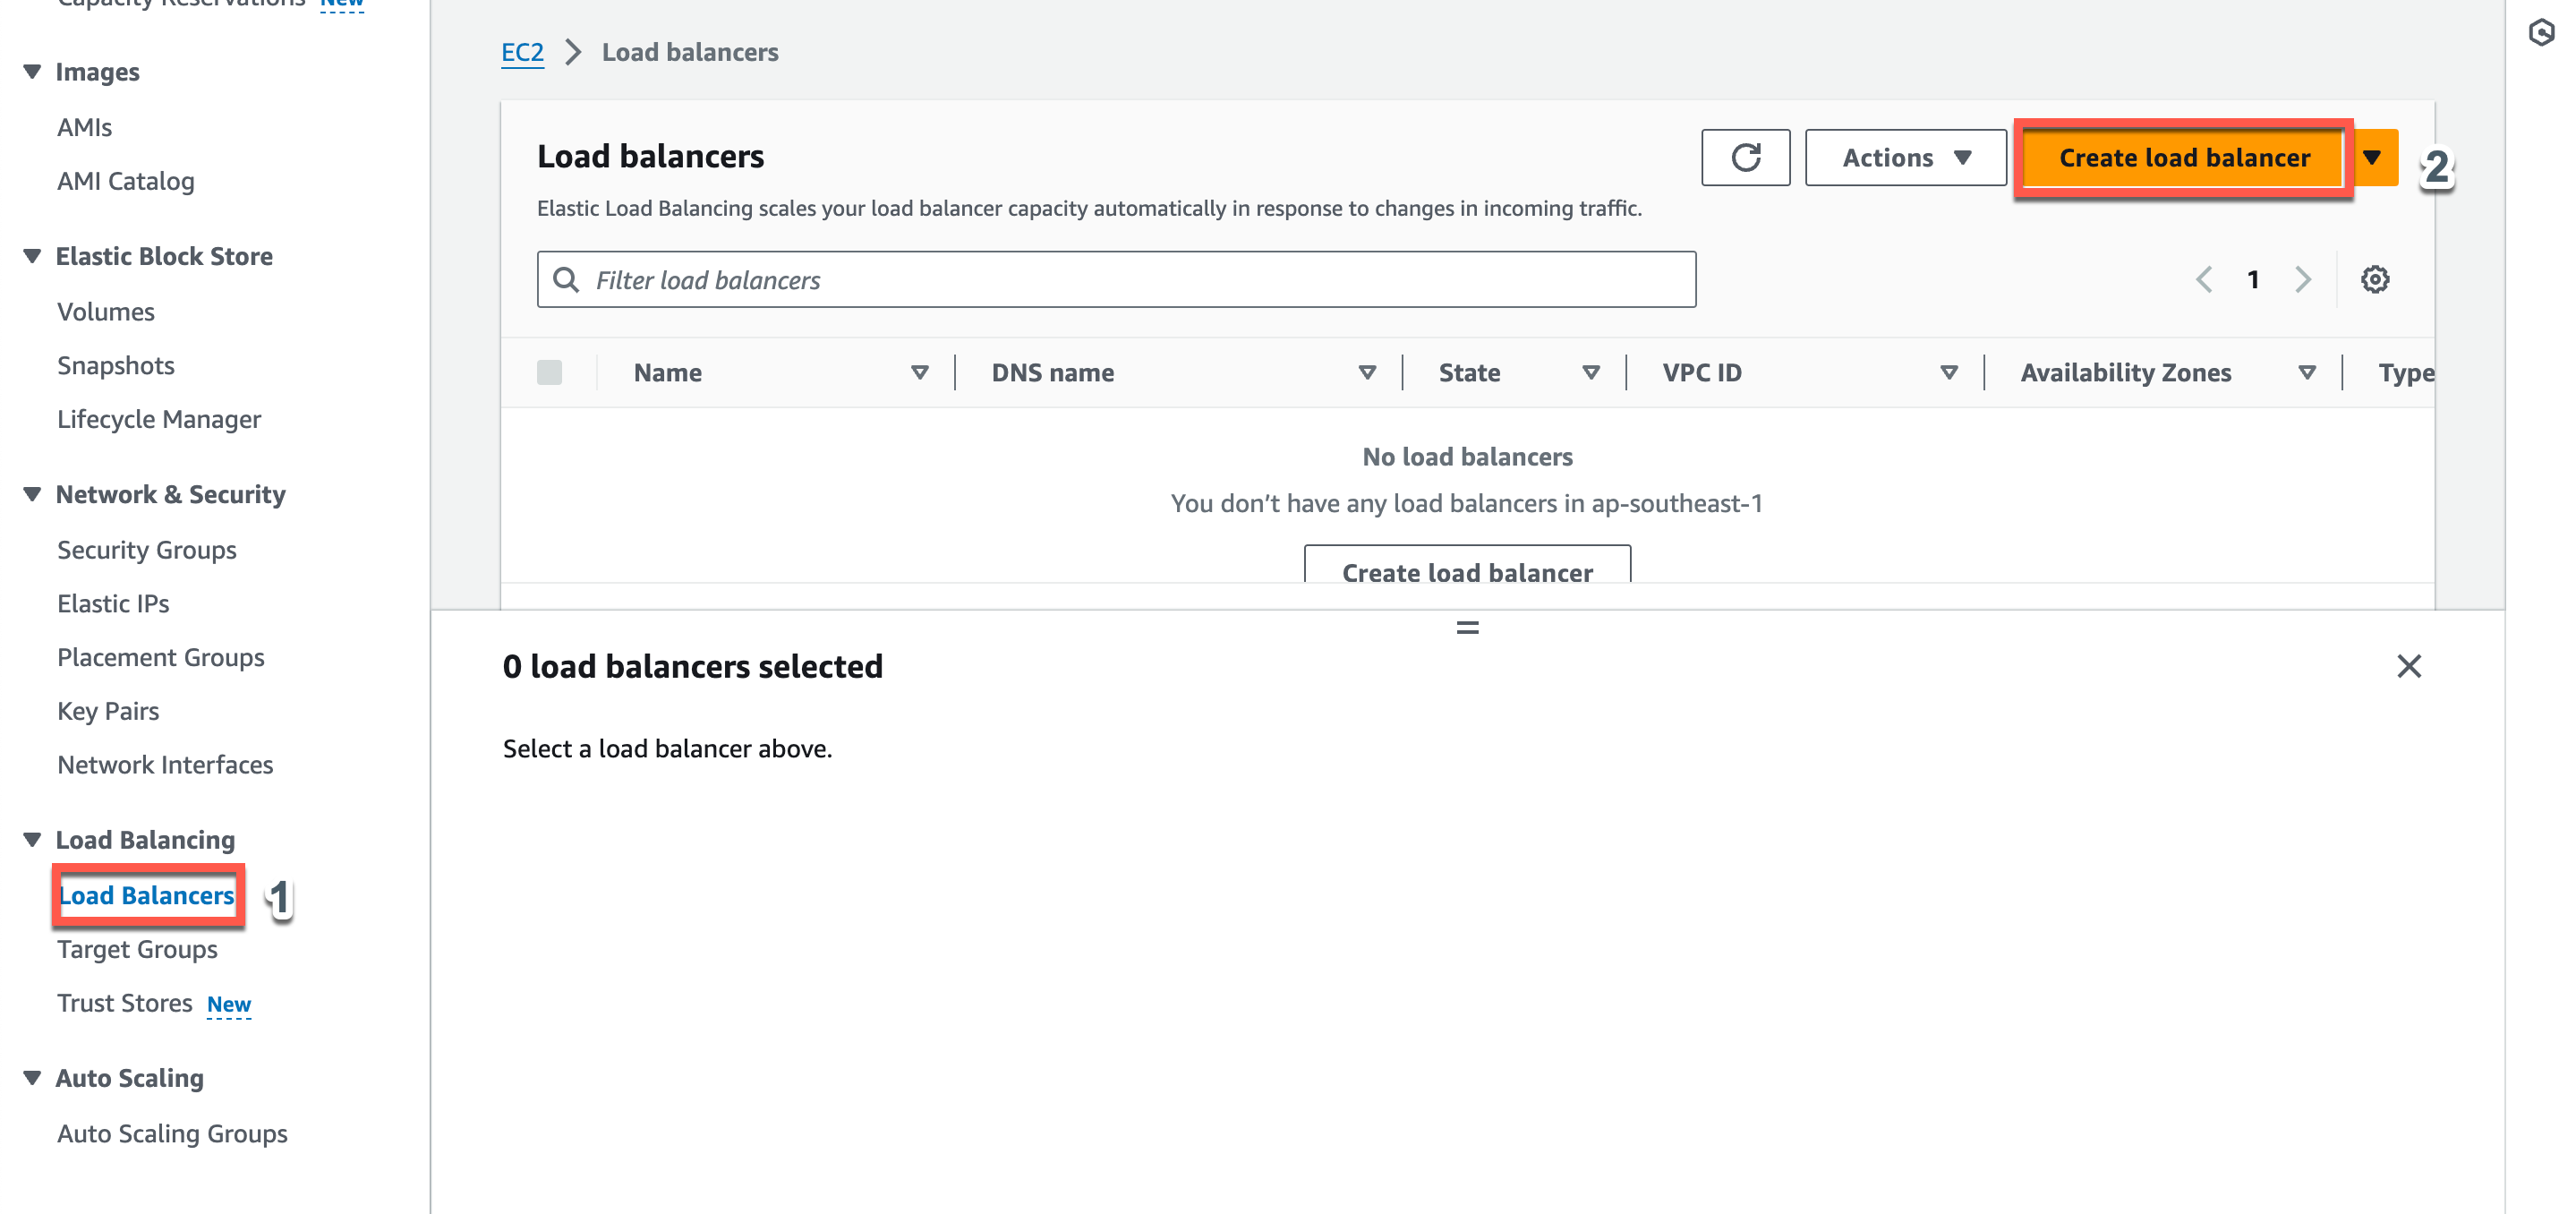 Capacity Reservations New
Images
AMIs
AMI Catalog
Elastic Block Store
Volumes
Snapshots
Lifecycle Manager
Network & Security
Security Groups
Elastic IPs
Placement Groups
Key Pairs
Network Interfaces
Load Balancing
Load Balancers 1
Target Groups
Trust Stores New
Auto Scaling
Auto Scaling Groups
EC2 Load balancers
Load balancers
Actions
Create load balancer
2
Elastic Load Balancing scales your load balancer capacity automatically in response to changes in incoming traffic.
Filter load balancers
1
Name DNS name State VPC ID Availability Zones Type
No load balancers
You don’t have any load balancers in ap-southeast-1
Create load balancer
0 load balancers selected
Select a load balancer above.